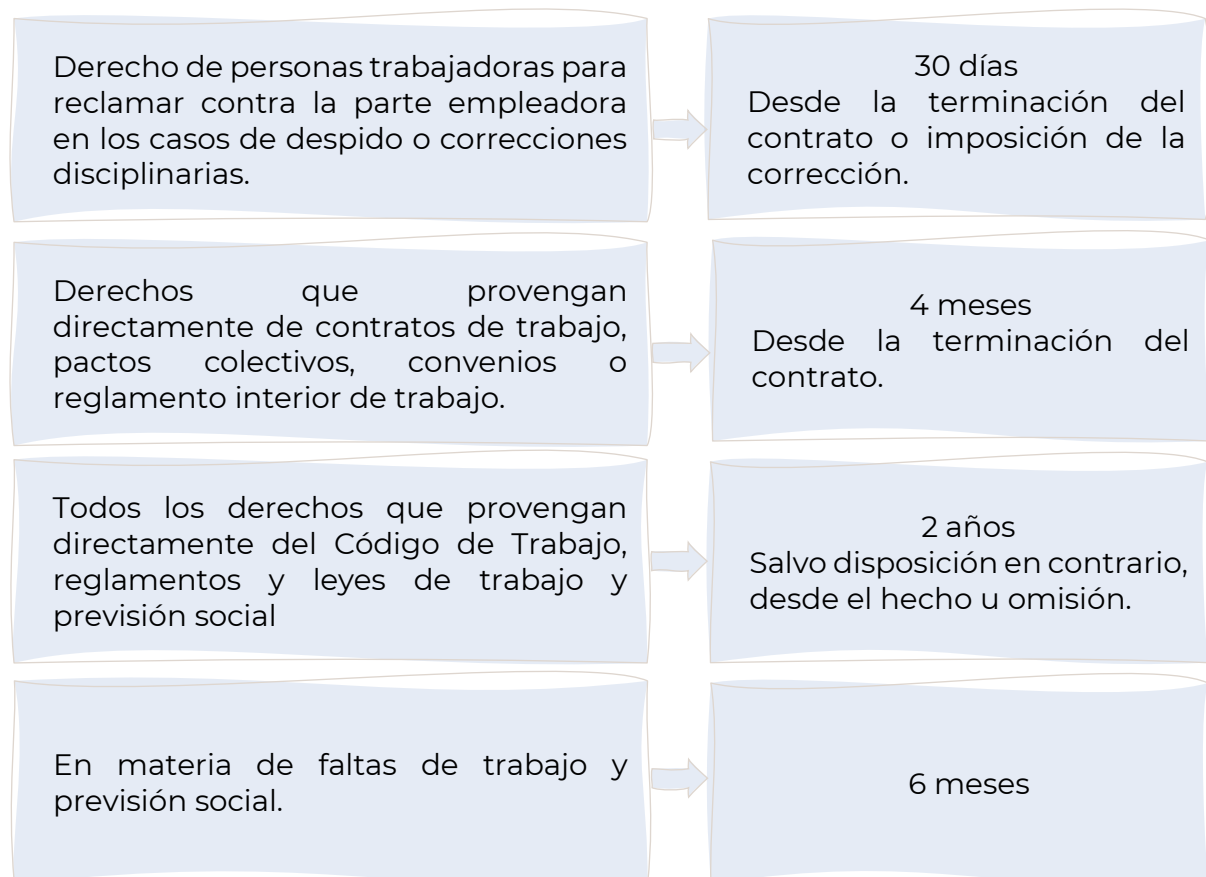 Derecho de personas trabajadoras para
reclamar contra la parte empleadora
en los casos de despido o correcciones
disciplinarias.
30 días
Desde la terminación del
contrato o imposición de la
corrección.
Derechos que provengan
directamente de contratos de trabajo,
pactos colectivos, convenios o
reglamento interior de trabajo.
4 meses
Desde la terminación del
contrato.
Todos los derechos que provengan
directamente del Código de Trabajo,
reglamentos y leyes de trabajo y
previsión social
2 años
Salvo disposición en contrario,
desde el hecho u omisión.
En materia de faltas de trabajo y
previsión social.
6 meses